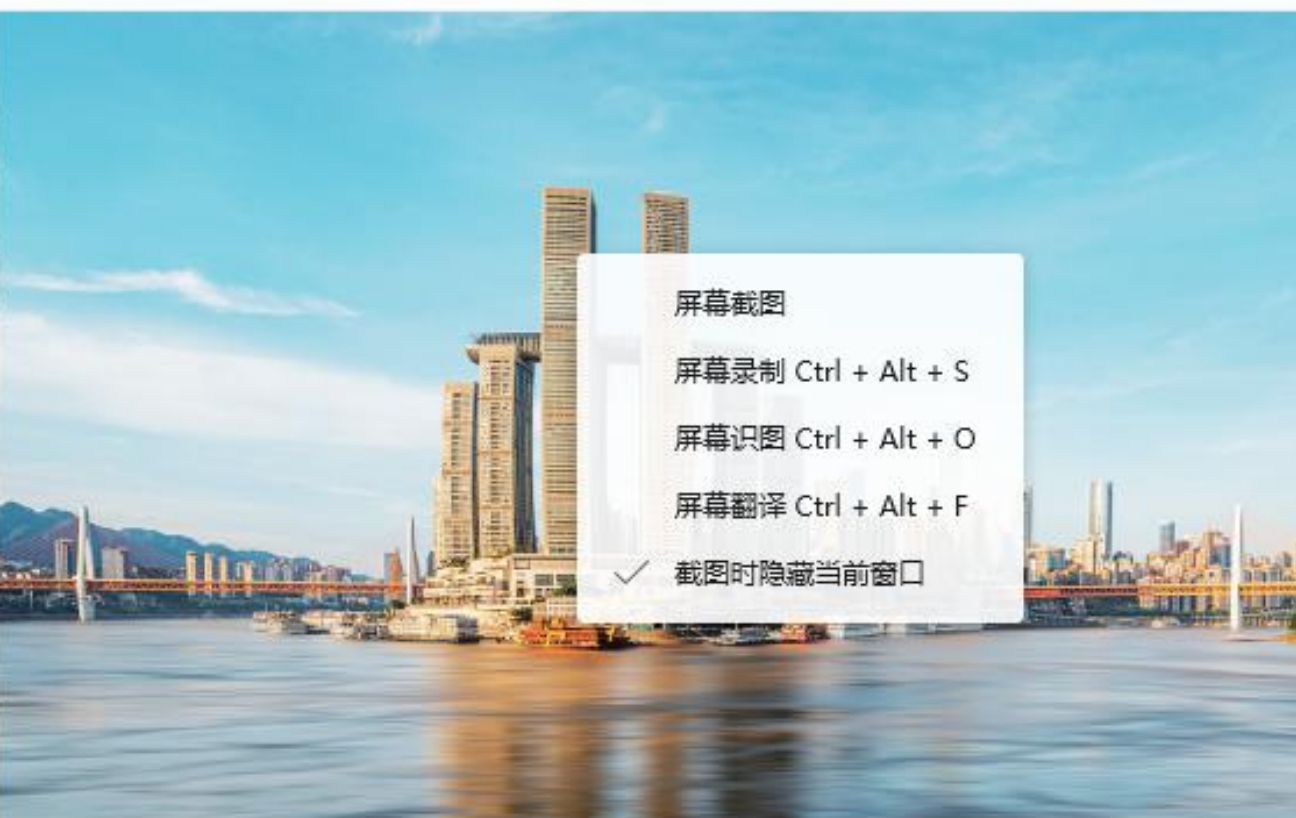 屏幕截图
屏幕录制 Ctrl + Alt + S
屏幕识图 Ctrl + Alt + O
屏幕翻译 Ctrl + Alt + F
截图时隐藏当前窗口